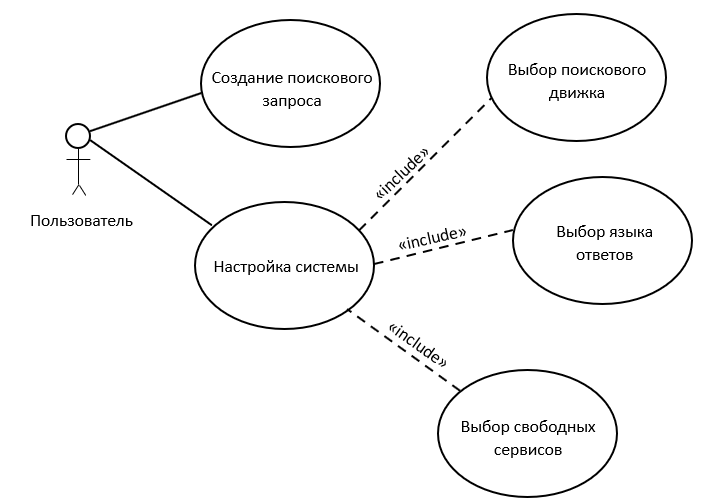 Создание поискового
запроса
Выбор поискового
движка
«include»
Пользователь
Настройка системы
«include»
Выбор языка
ответов
«include»
Выбор свободных
сервисов